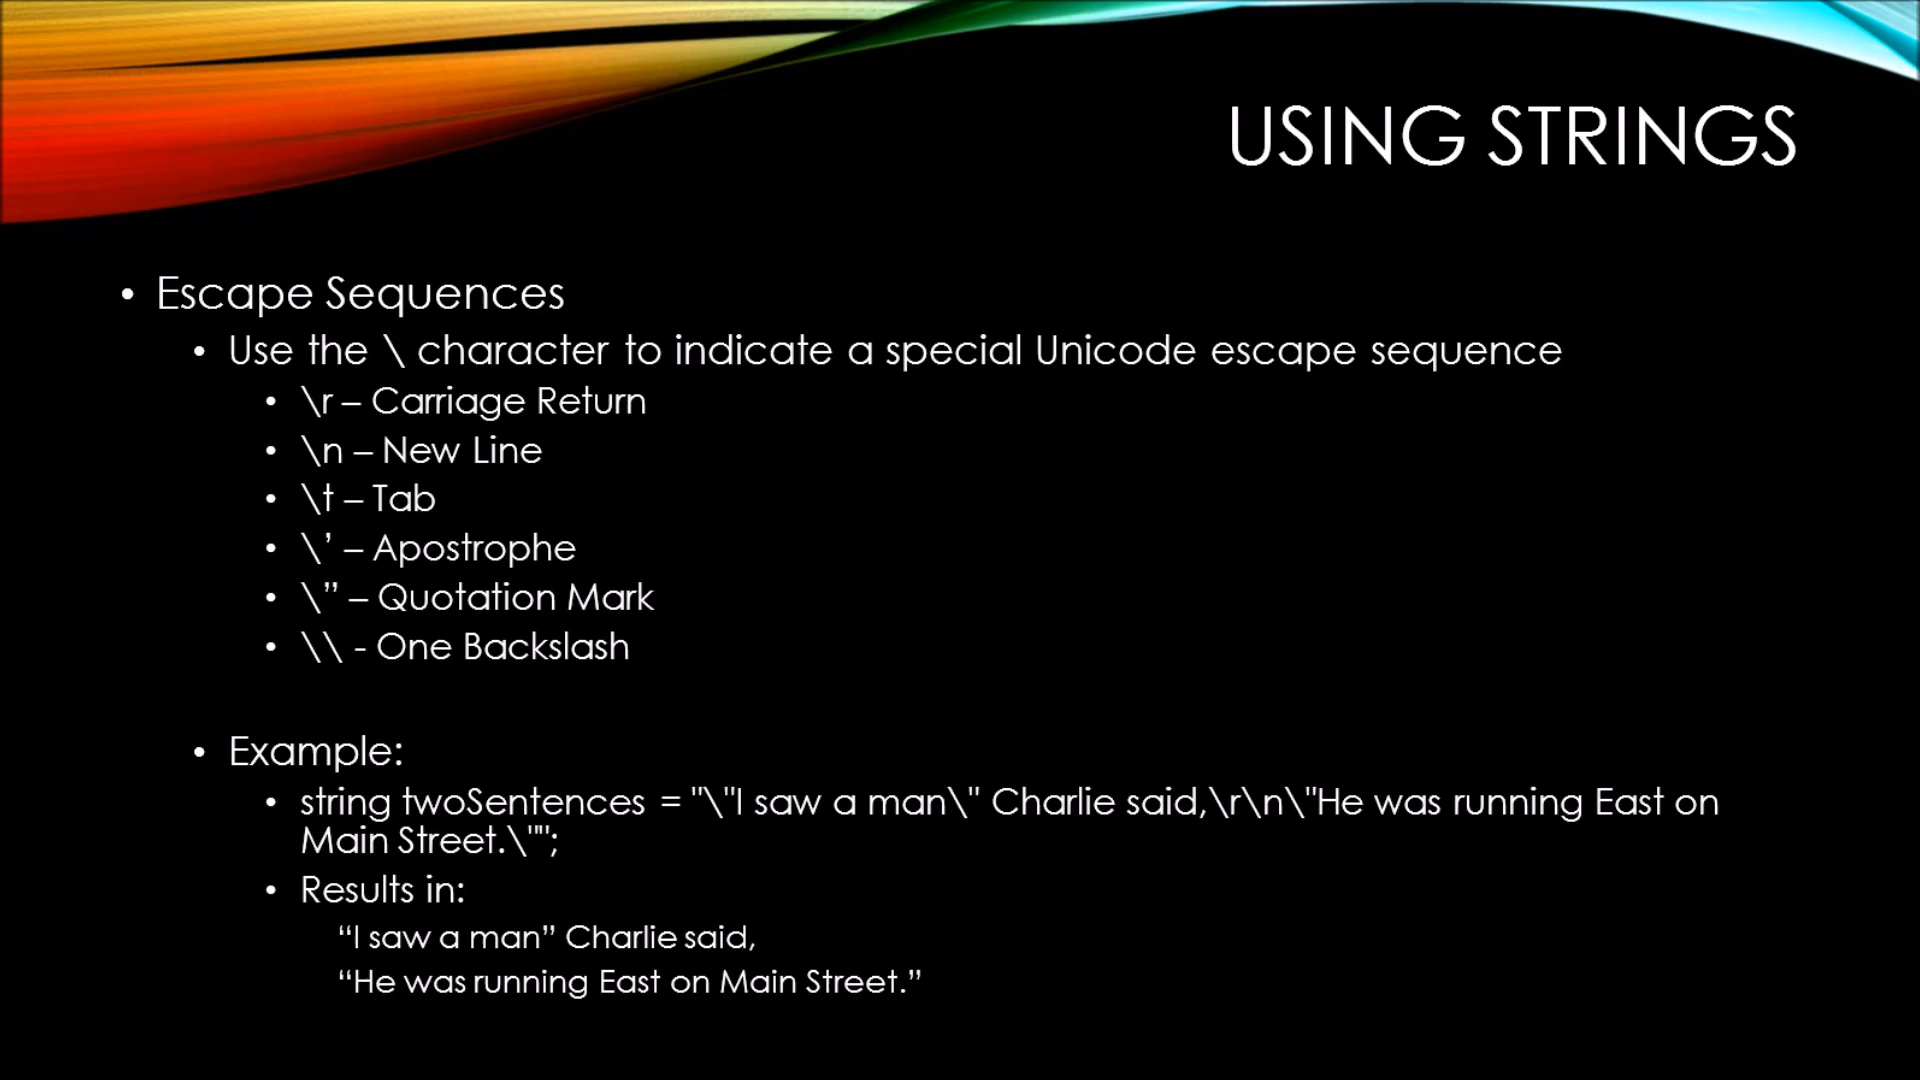 USING STRINGS
• Escape Sequences
• Use the \ character to indicate a special Unicode escape sequence
• \r – Carriage Return
• \n – New Line
• \t – Tab
• \’ – Apostrophe
• \” – Quotation Mark
• \\ - One Backslash
• Example:
• string twoSentences = "\"I saw a man\" Charlie said,\r\n\"He was running East on
Main Street.\"";
• Results in:
“I saw a man” Charlie said,
“He was running East on Main Street.”